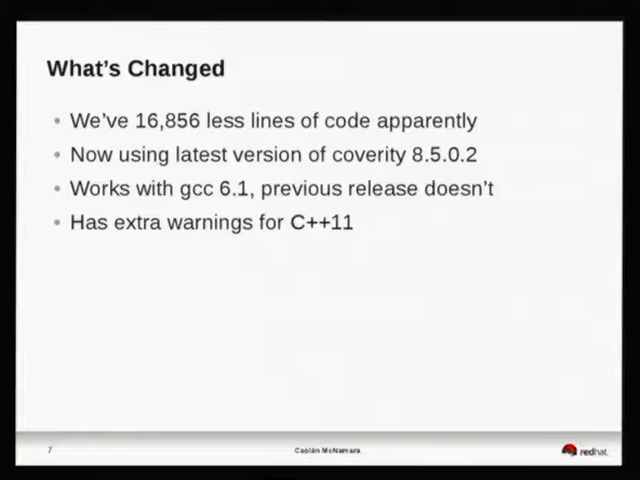 What's Changed
We've 16,856 less lines of code apparently
Now using latest version of coverity 8.5.0.2
Works with gcc 6.1, previous release doesn't
Has extra warnings for C++11
7
Caolán McNamara
redhat.